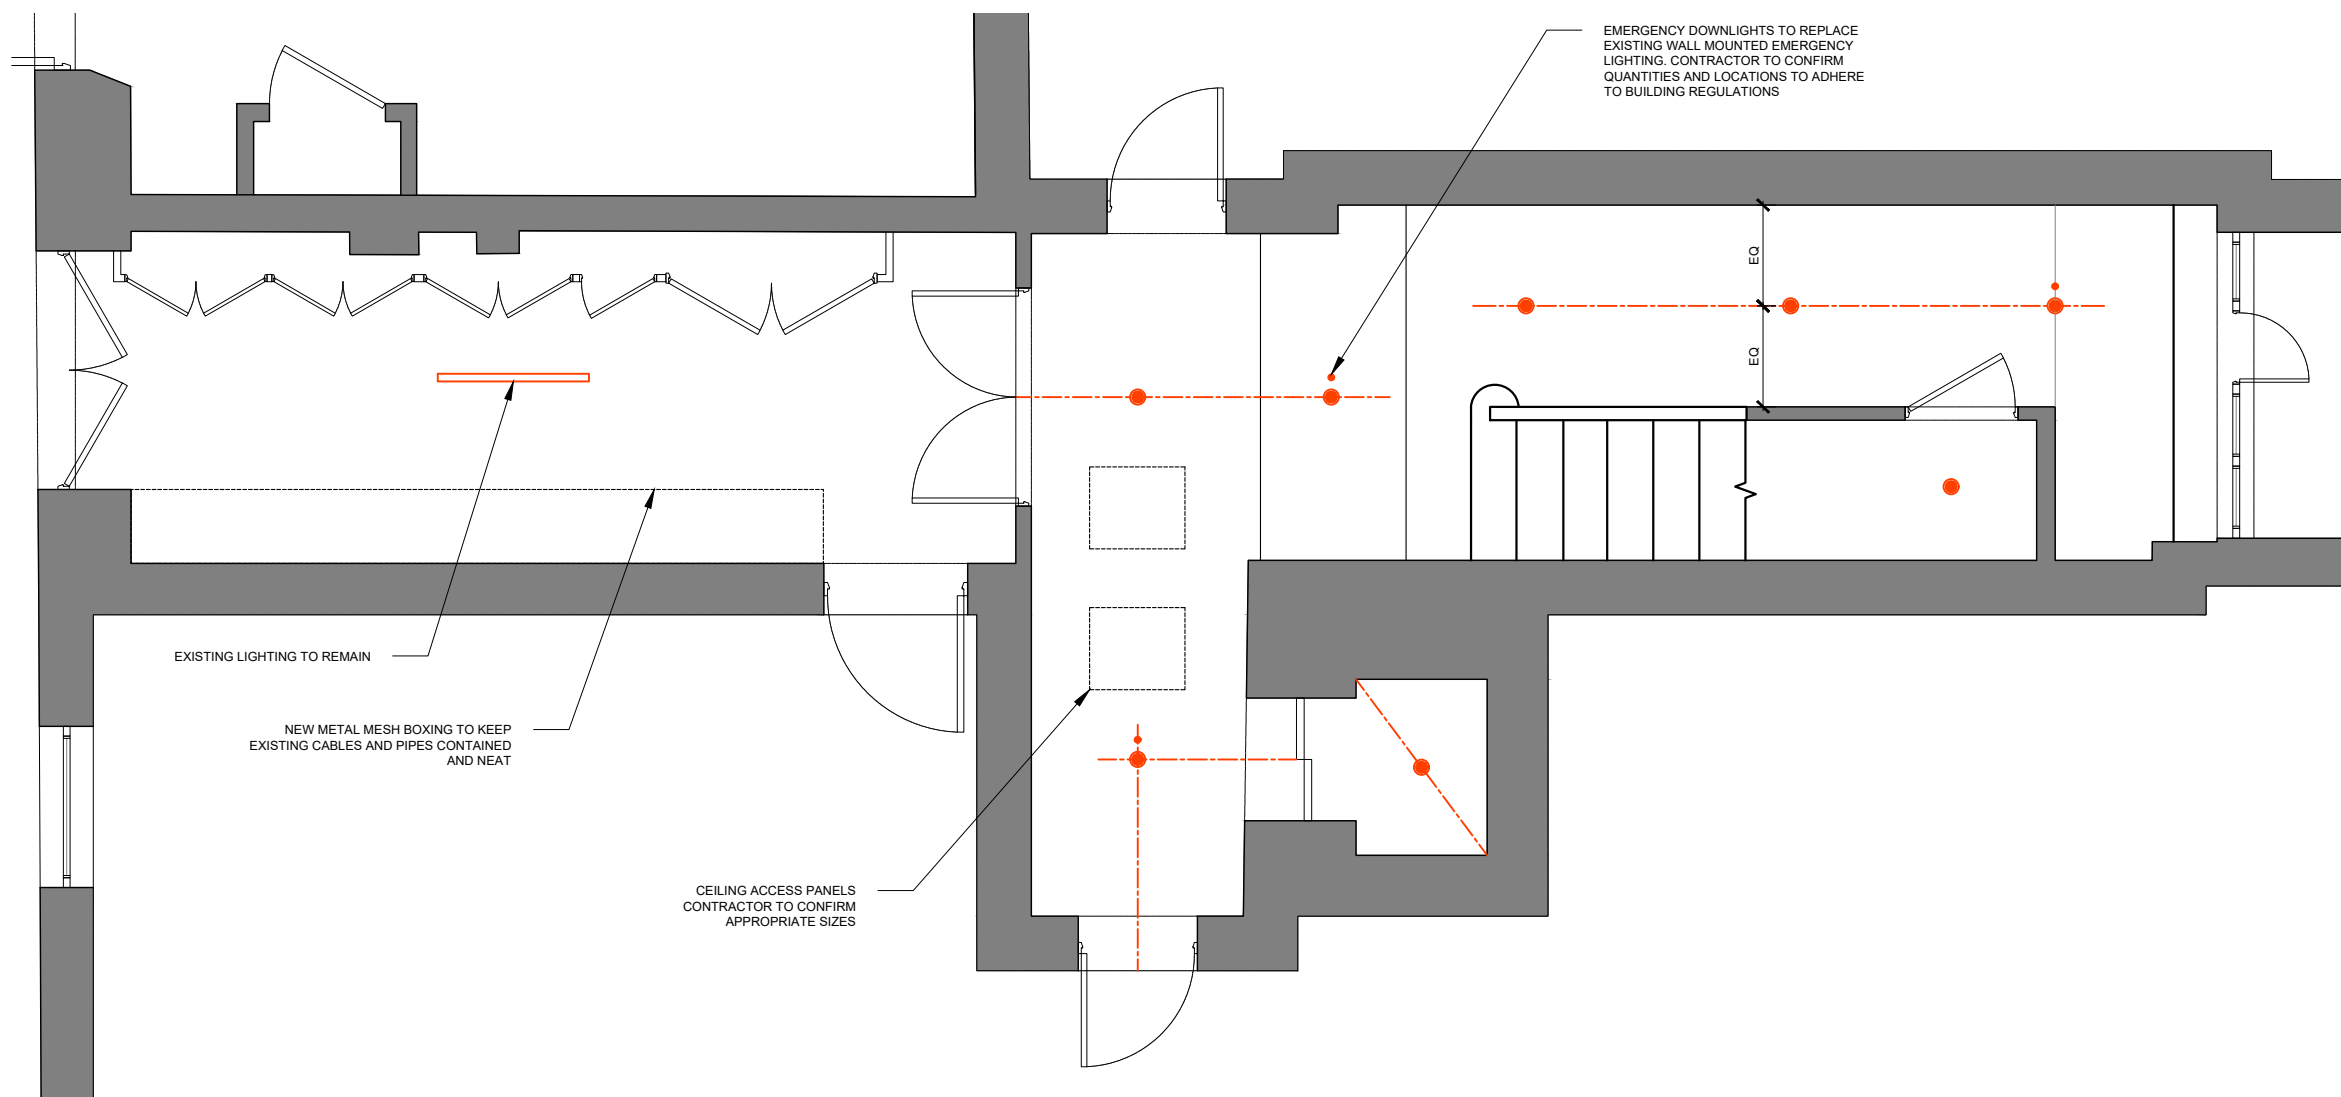 EMERGENCY DOWNLIGHTS TO REPLACE
EXISTING WALL MOUNTED EMERGENCY
LIGHTING. CONTRACTOR TO CONFIRM
QUANTITIES AND LOCATIONS TO ADHERE
TO BUILDING REGULATIONS
EQ
EQ
EXISTING LIGHTING TO REMAIN
NEW METAL MESH BOXING TO KEEP
EXISTING CABLES AND PIPES CONTAINED
AND NEAT
CEILING ACCESS PANELS
CONTRACTOR TO CONFIRM
APPROPRIATE SIZES